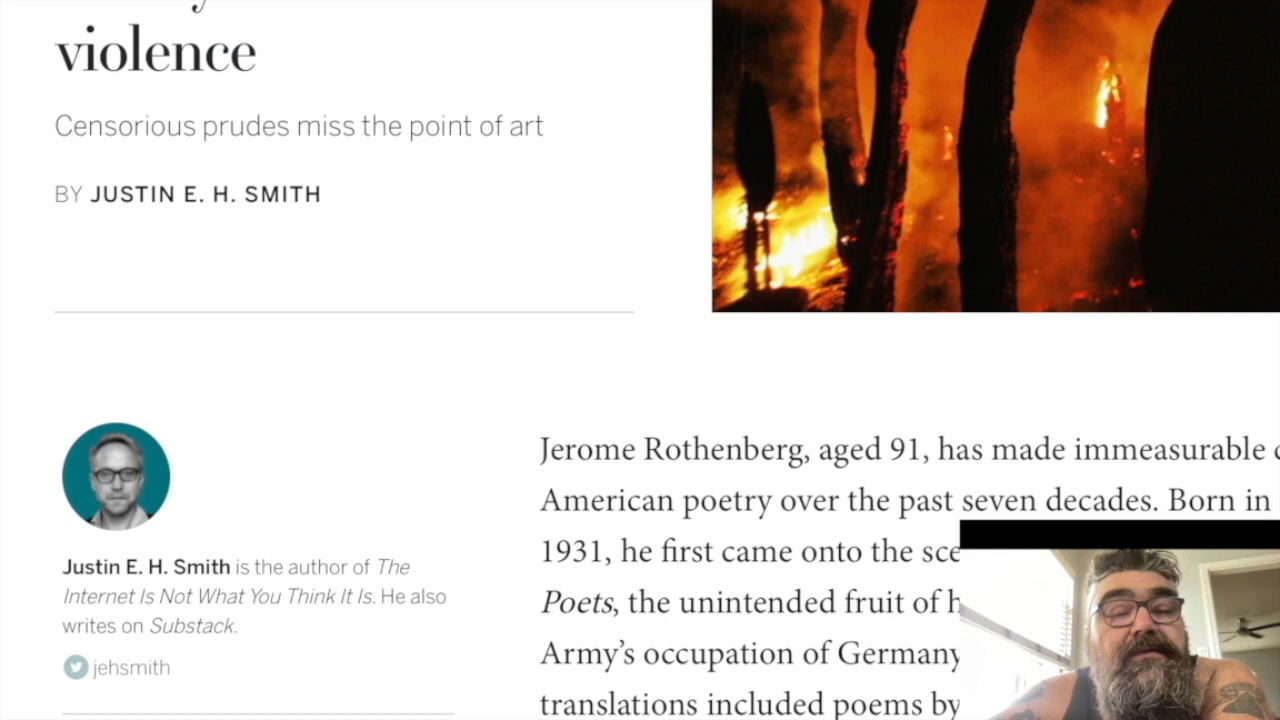 violence
Censorious prudes miss the point of art
BY JUSTIN E. H. SMITH
Justin E. H. Smith is the author of The
Internet Is Not What You Think It Is. He also
writes on Substack.
jehsmith
Jerome Rothenberg, aged 91, has made immeasurable
American poetry over the past seven decades. Born in
1931, he first came onto the
Poets, the unintended fruit of
Army’s occupation of Germany
translations included poems by